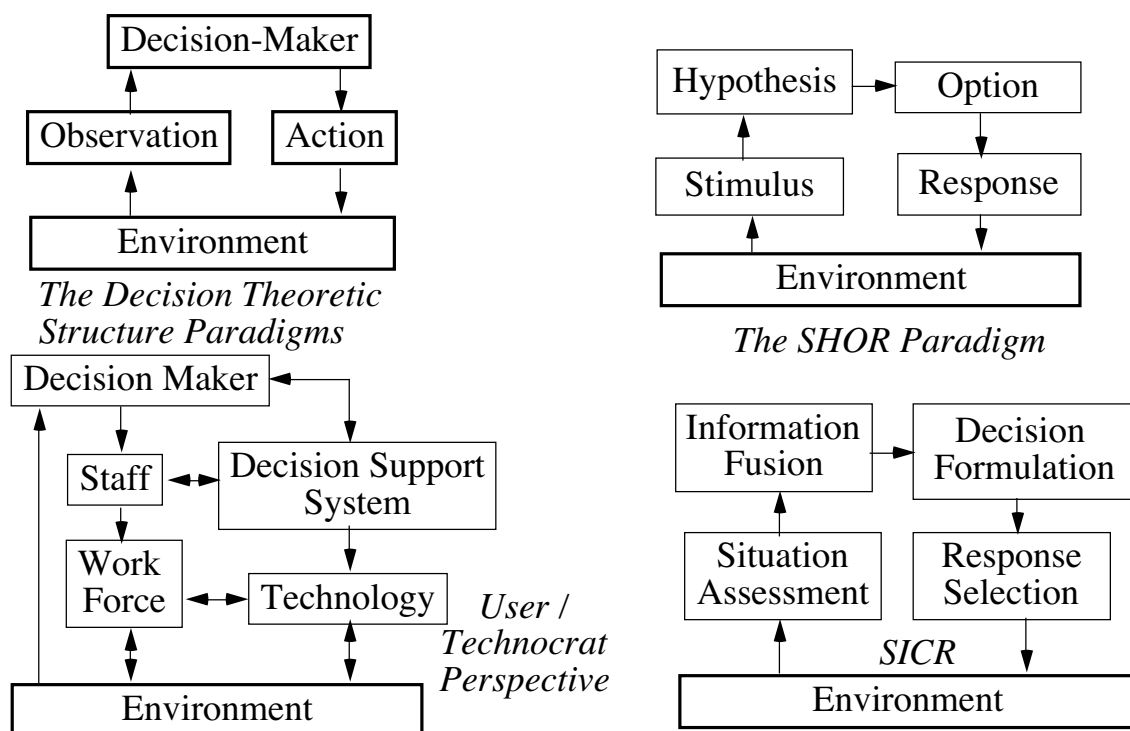 Decision-Maker
Observation
Action
Environment
The Decision Theoretic
Structure Paradigms
Hypothesis
Option
Stimulus
Response
Environment
The SHOR Paradigm
Decision Maker
Staff
Decision Support
System
Work
Force
Technology
User /
Technocrat
Perspective
Environment
Information
Fusion
Decision
Formulation
Situation
Assessment
Response
Selection
SICR
Environment